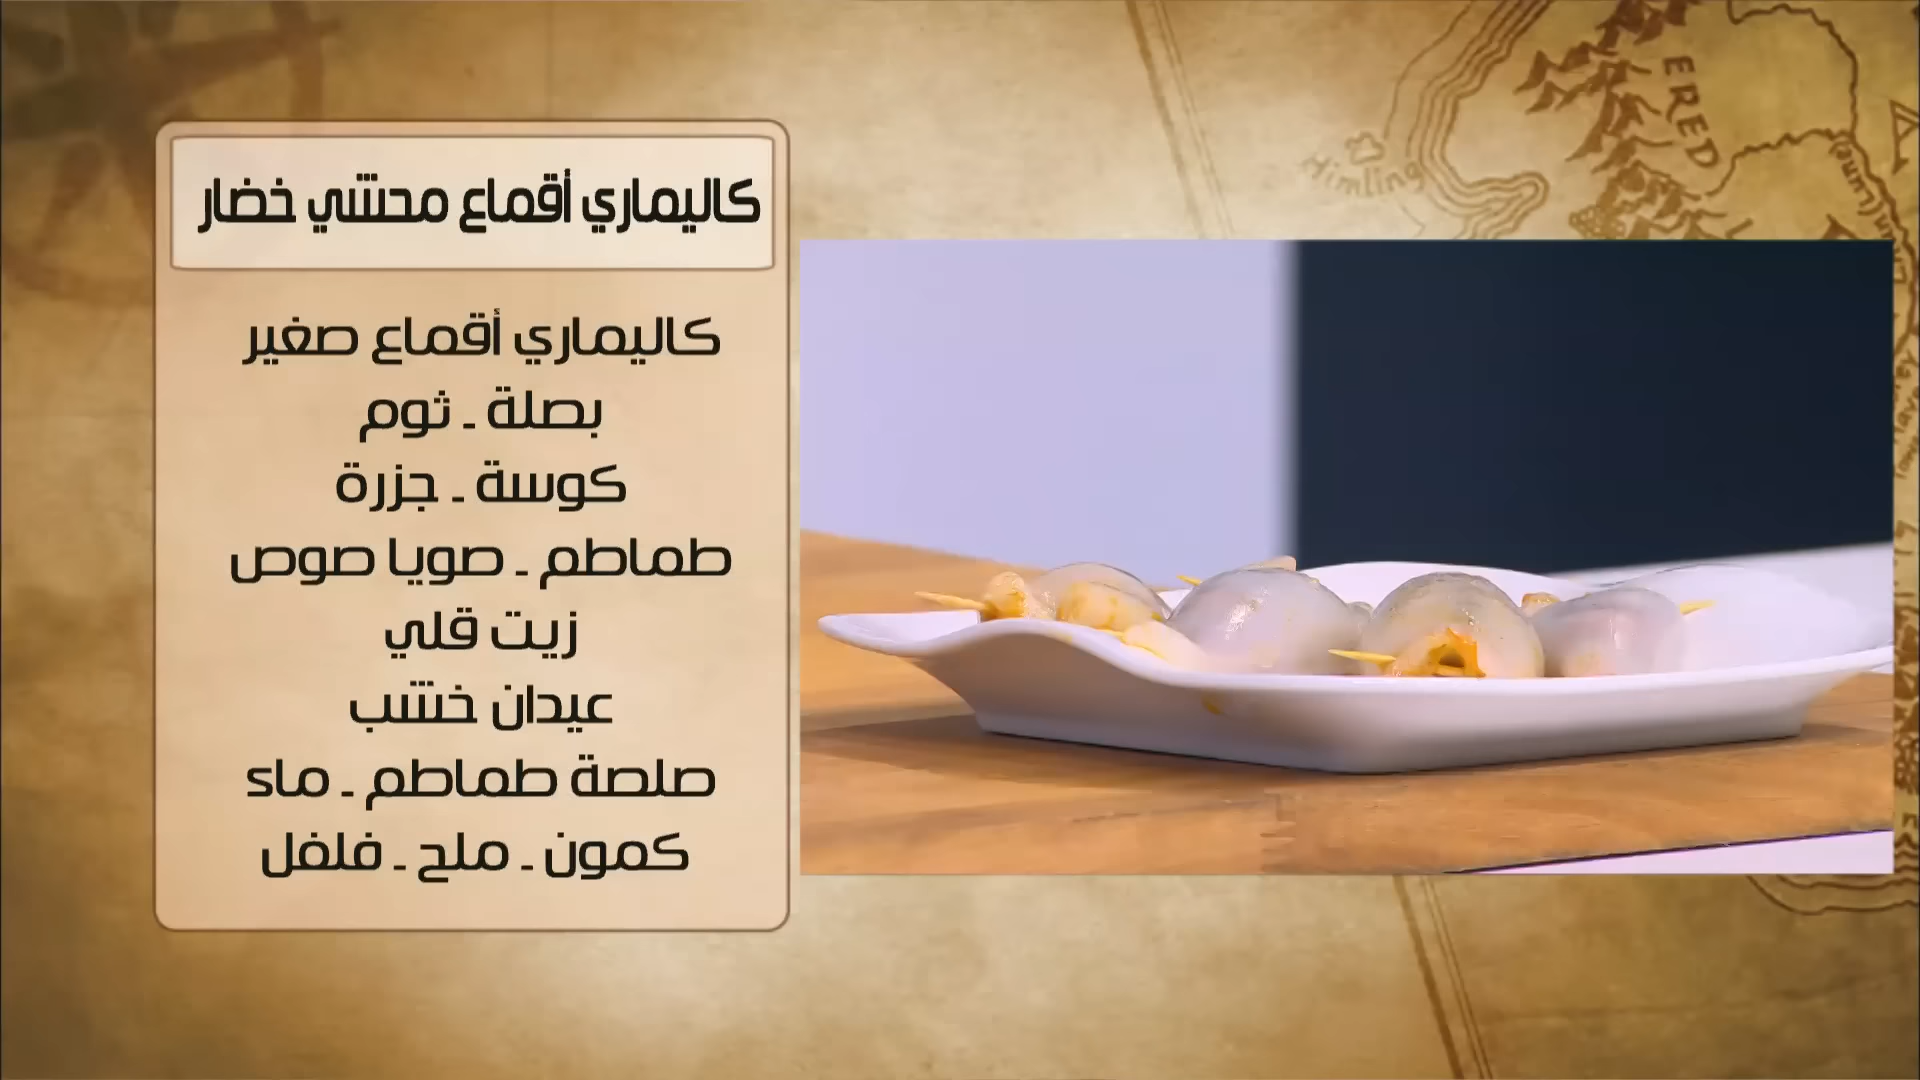 كاليماري أقماع محشي خضار
كاليماري أقماع صغير
بصلة ـ ثوم
كوسة ـ جزرة
طماطم ـ صويا صوص
زيت قلي
عيدان خشب
صلصة طماطم ـ ماء
كمون ـ ملح ـ فلفل
ERED
Himling